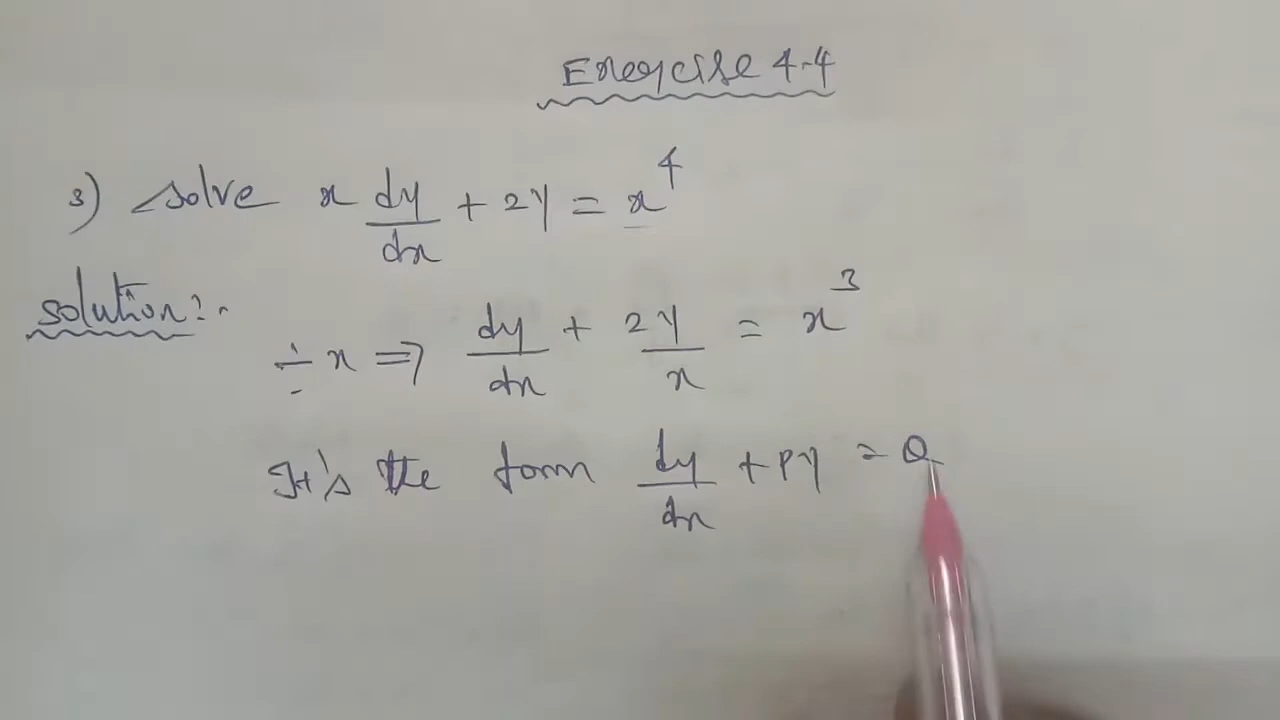 Exercise 4.4
3) solve x dy/dx + 2y = x^4
solution:-
÷ x ⇒ dy/dx + 2y/x = x^3
It's the form dy/dx + Py = Q